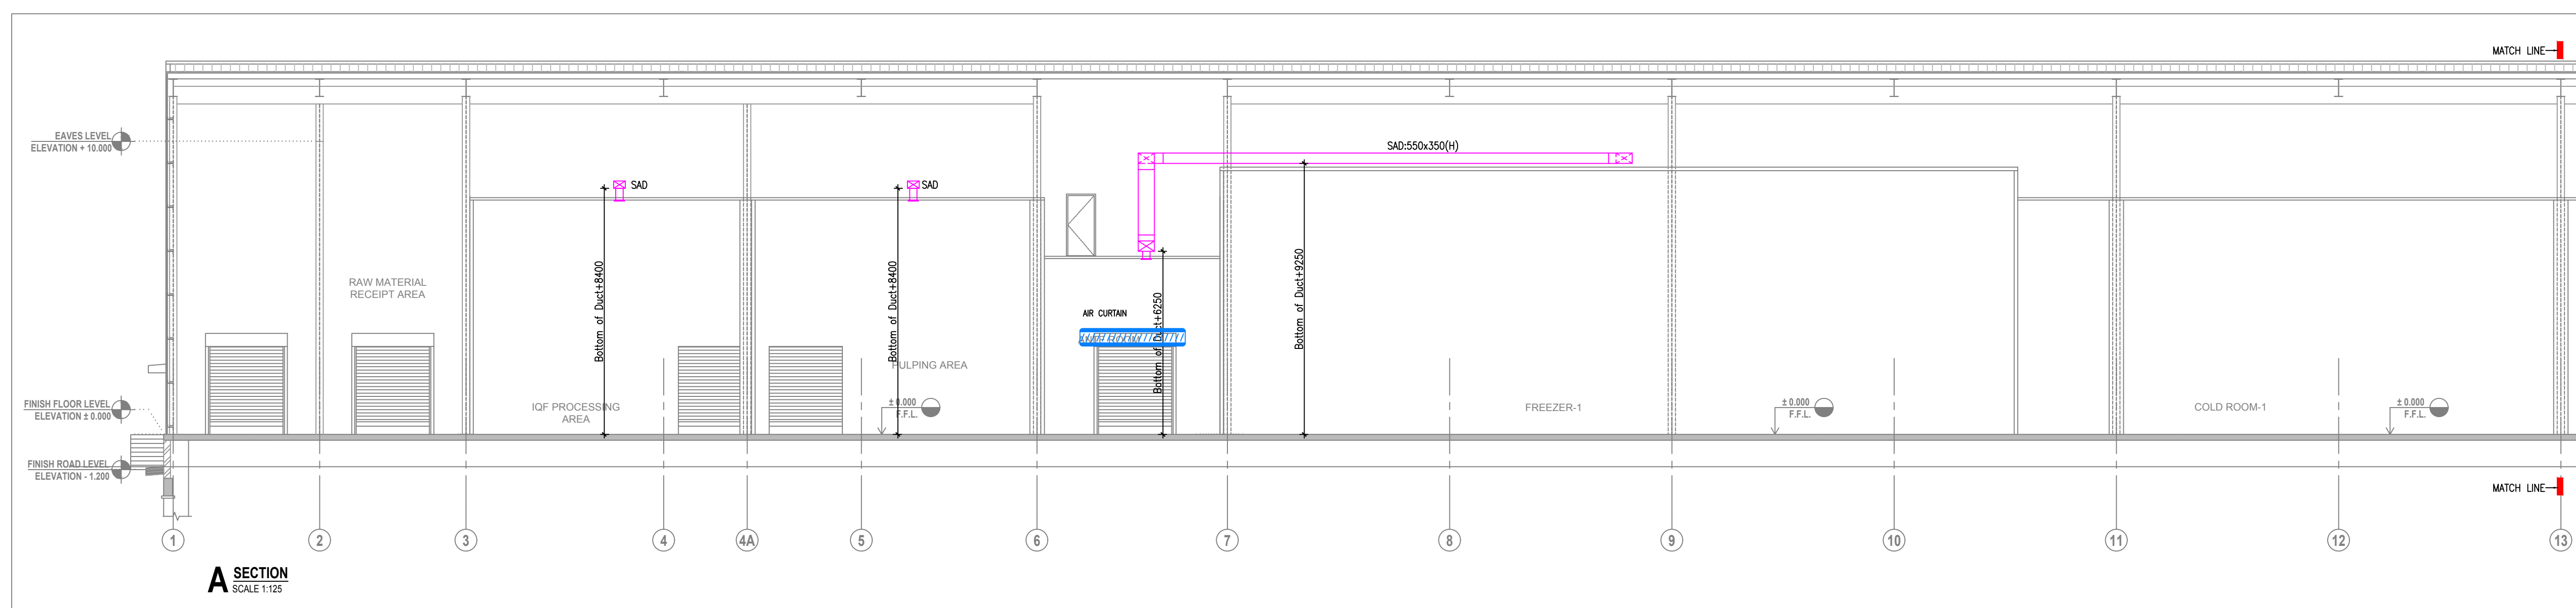 MATCH LINE
EAVES LEVEL
ELEVATION + 10.000
SAD:550x350(H)
SAD
SAD
RAW MATERIAL
RECEIPT AREA
Bottom of Duct+8400
Bottom of Duct+8400
Bottom of Duct+6250
Bottom of Duct+9250
AIR CURTAIN
PULPING AREA
FINISH FLOOR LEVEL
ELEVATION ± 0.000
IQF PROCESSING
AREA
± 0.000
F.F.L.
FREEZER-1
± 0.000
F.F.L.
COLD ROOM-1
± 0.000
F.F.L.
FINISH ROAD LEVEL
ELEVATION - 1.200
MATCH LINE
1 2 3 4 4A 5 6 7 8 9 10 11 12 13
A SECTION
SCALE 1:125